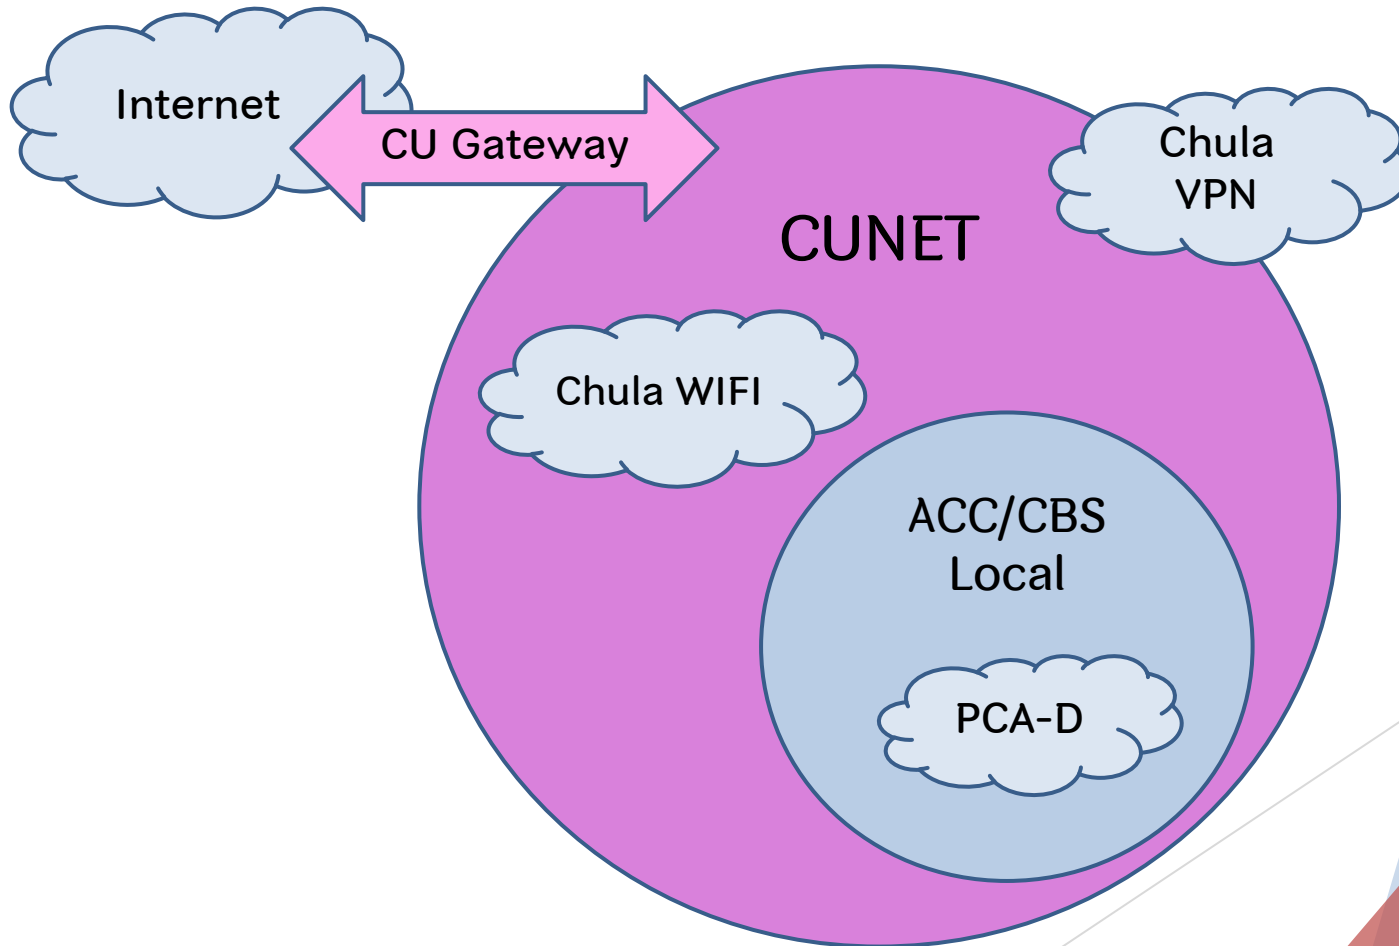 Internet
CU Gateway
Chula
VPN
CUNET
Chula WIFI
ACC/CBS
Local
PCA-D